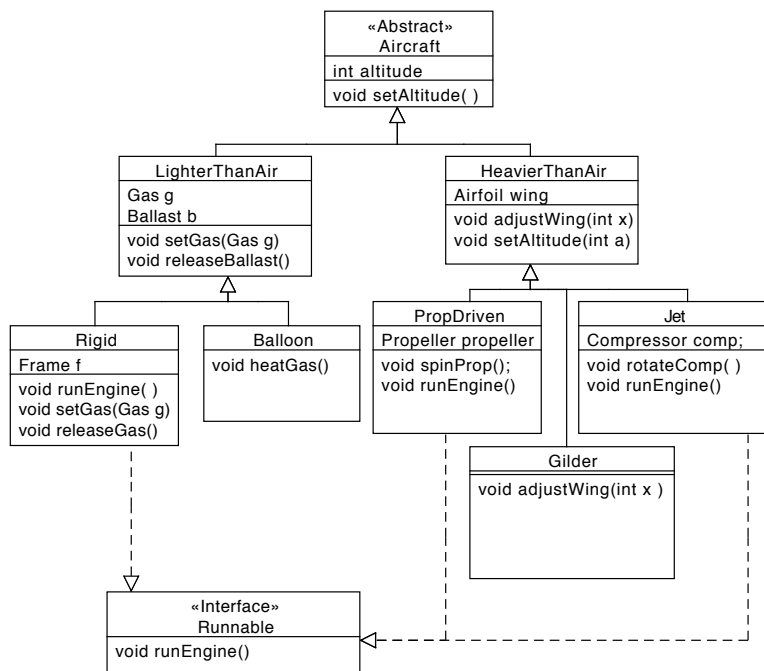 «Abstract»
Aircraft
int altitude
void setAltitude( )
LighterThanAir
Gas g
Ballast b
void setGas(Gas g)
void releaseBallast()
HeavierThanAir
Airfoil wing
void adjustWing(int x)
void setAltitude(int a)
Rigid
Frame f
void runEngine( )
void setGas(Gas g)
void releaseGas()
Balloon
void heatGas()
PropDriven
Propeller propeller
void spinProp();
void runEngine()
Jet
Compressor comp;
void rotateComp( )
void runEngine()
Gilder
void adjustWing(int x )
«Interface»
Runnable
void runEngine()